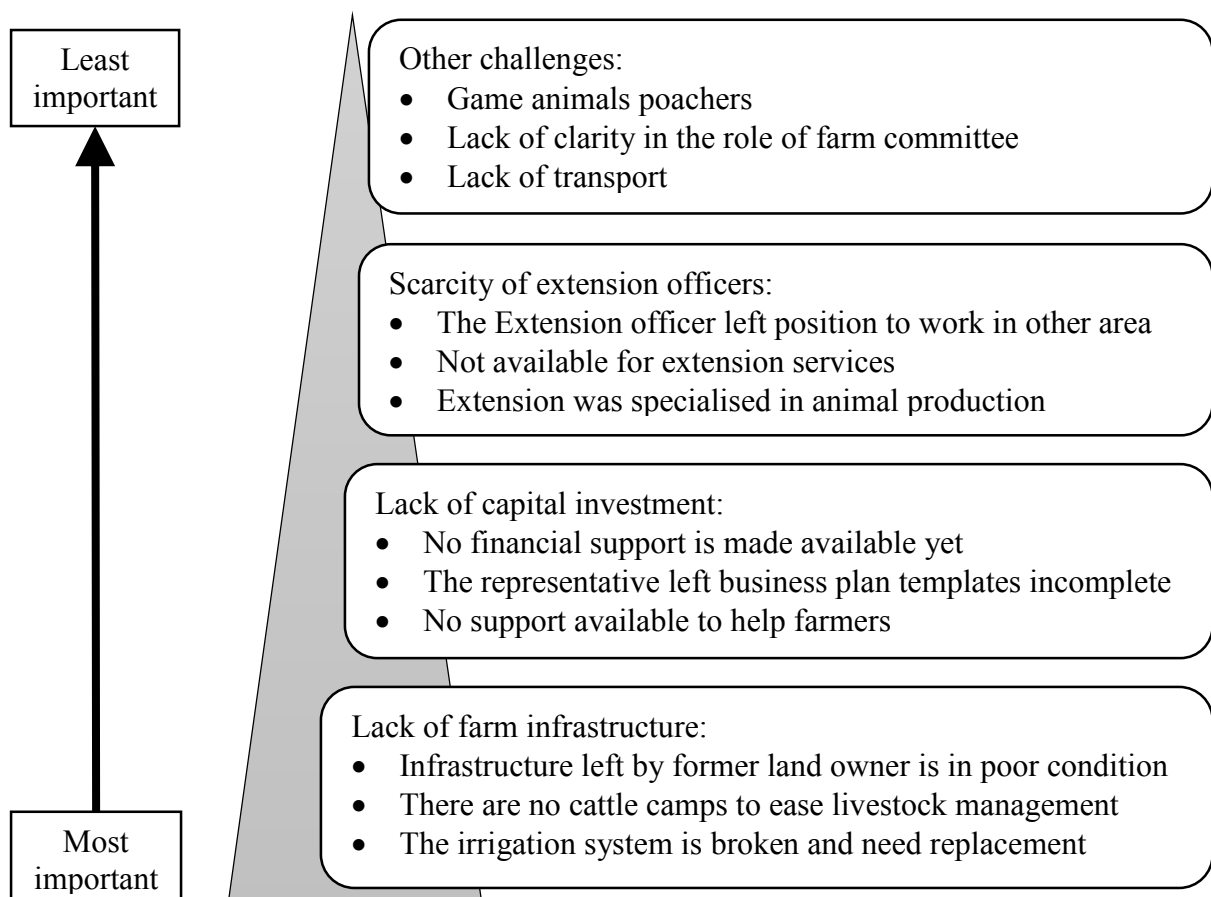 Least
important
Other challenges:
• Game animals poachers
• Lack of clarity in the role of farm committee
• Lack of transport
Scarcity of extension officers:
• The Extension officer left position to work in other area
• Not available for extension services
• Extension was specialised in animal production
Lack of capital investment:
• No financial support is made available yet
• The representative left business plan templates incomplete
• No support available to help farmers
Lack of farm infrastructure:
• Infrastructure left by former land owner is in poor condition
• There are no cattle camps to ease livestock management
• The irrigation system is broken and need replacement
Most
important